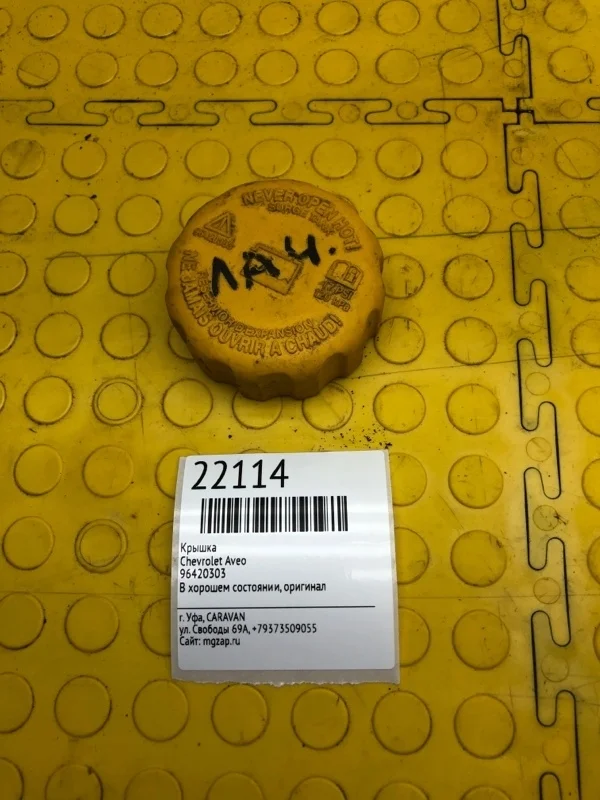 NEVER OPEN HOT!
ЛАЧ.
NE JAMAIS OUVRIR A CHAUD!
22114
Крышка
Chevrolet Aveo
96420303
В хорошем состоянии, оригинал
г. Уфа, CARAVAN
ул. Свободы 69А, +79373509055
Сайт: mgzap.ru